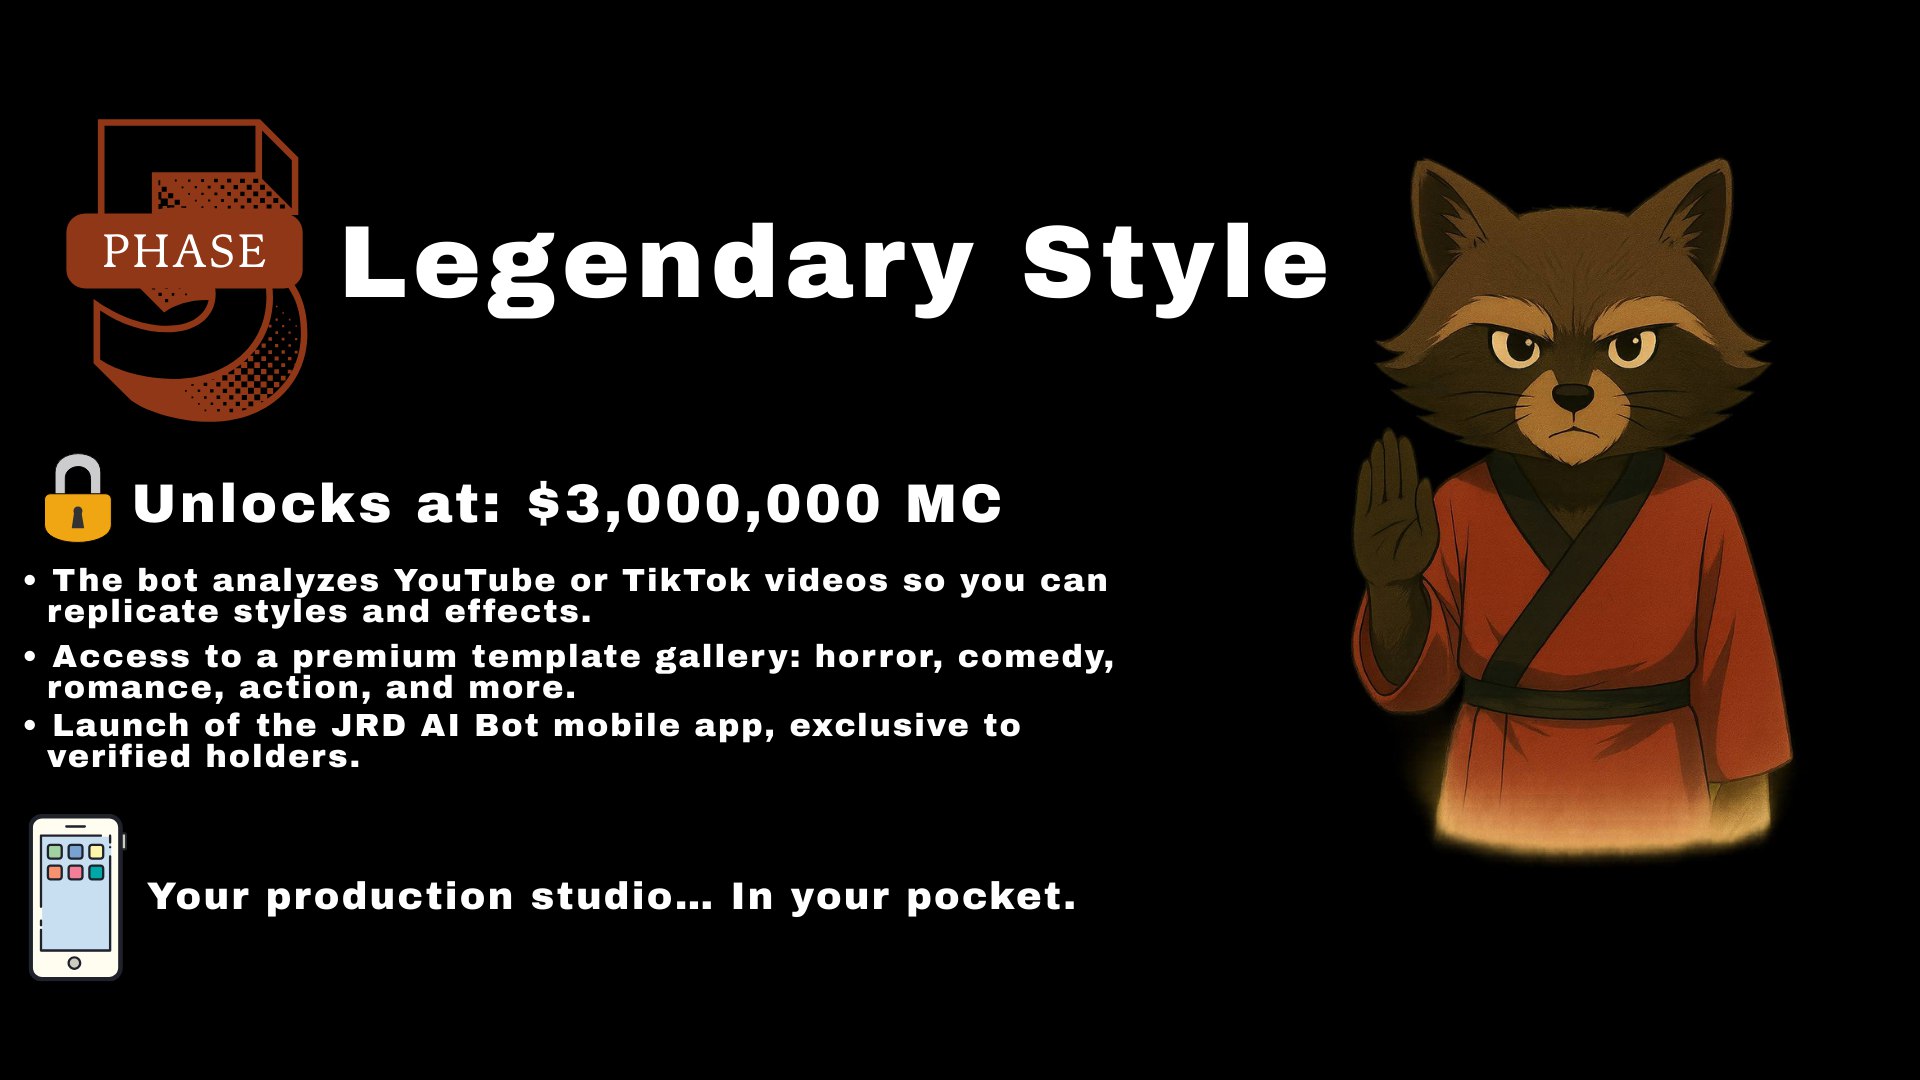 PHASE
Legendary Style
Unlocks at: $3,000,000 MC
• The bot analyzes YouTube or TikTok videos so you can
replicate styles and effects.
• Access to a premium template gallery: horror, comedy,
romance, action, and more.
• Launch of the JRD AI Bot mobile app, exclusive to
verified holders.
Your production studio... In your pocket.